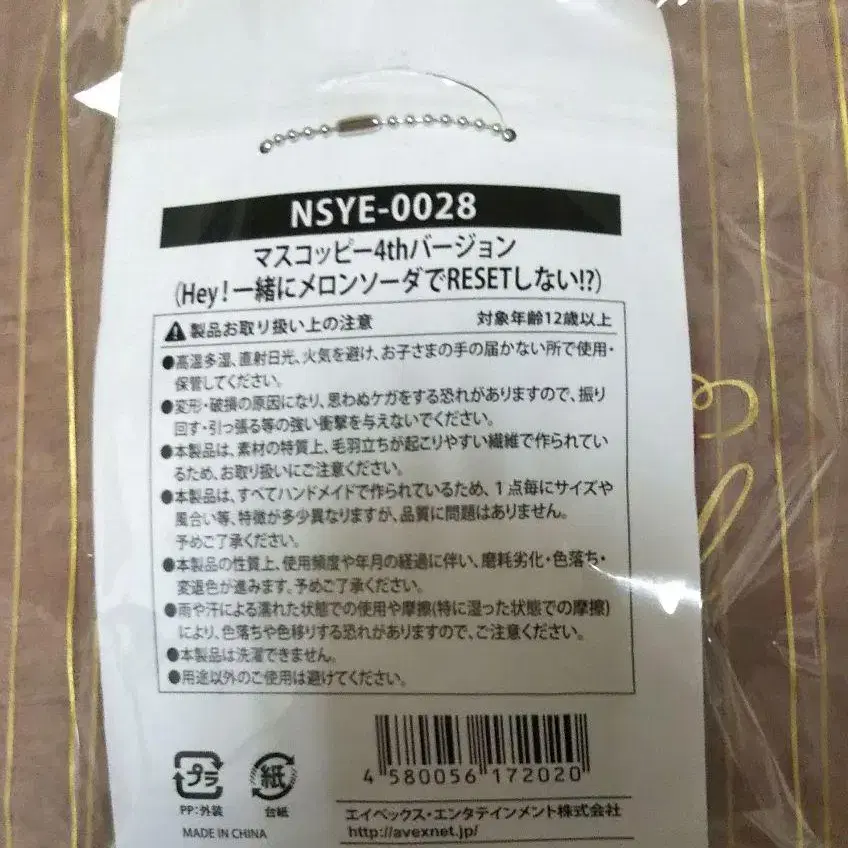 NSYE-0028
マスコッピー4thバージョン
(Hey!一緒にメロンソーダでRESETしない!?)
製品お取り扱い上の注意 対象年齢12歳以上
●高温多湿、直射日光、火気を避け、お子さまの手の届かない所で使用・
保管してください。
●変形・破損の原因になり、思わぬケガをする恐れがありますので、振り
回す・引っ張る等の強い衝撃を与えないでください。
●本製品は、素材の特質上、毛羽立ちが起こりやすい繊維で作られてい
るため、お取り扱いにご注意ください。
●本製品は、すべてハンドメイドで作られているため、1点毎にサイズや
風合い等、特徴が多少異なりますが、品質に問題はありません。
予めご了承ください。
●本製品の性質上、使用頻度や年月の経過に伴い、磨耗劣化・色落ち・
変退色が進みます。予めご了承ください。
●雨や汗による濡れた状態での使用や摩擦(特に湿った状態での摩擦)
により、色落ちや色移りする恐れがありますので、ご注意ください。
●本製品は洗濯できません。
●用途以外のご使用は避けてください。
4 580056 172020
プラ 紙
PP:外装 台紙
MADE IN CHINA
エイベックス・エンタテインメント株式会社
http://avexnet.jp/